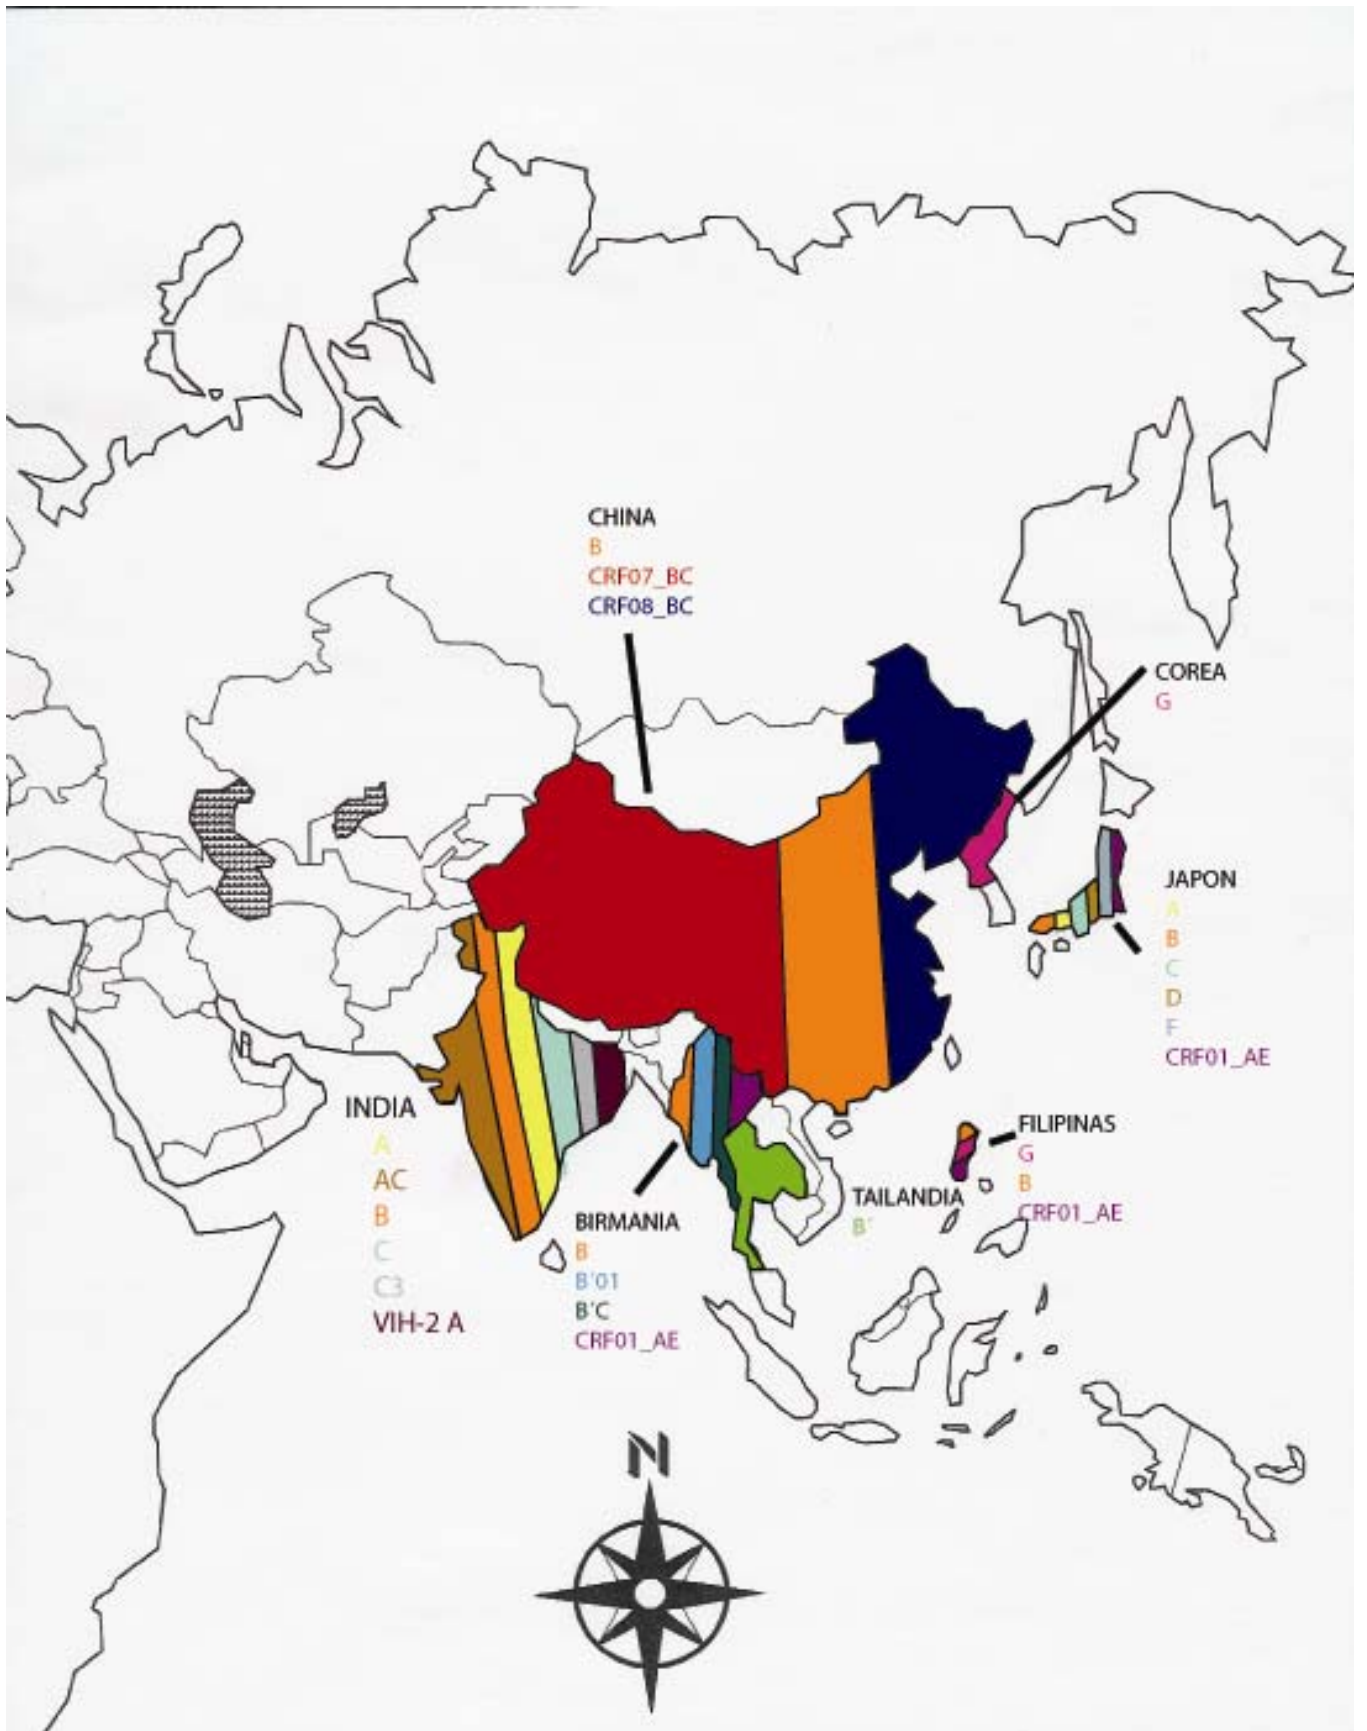 CHINA
B
CRF07_BC
CRF08_BC
COREA
G
JAPON
A
B
C
D
F
CRF01_AE
INDIA
A
AC
B
C
C3
VIH-2 A
BIRMANIA
B
B'01
B'C
CRF01_AE
TAILANDIA
B'
FILIPINAS
G
B
CRF01_AE
N